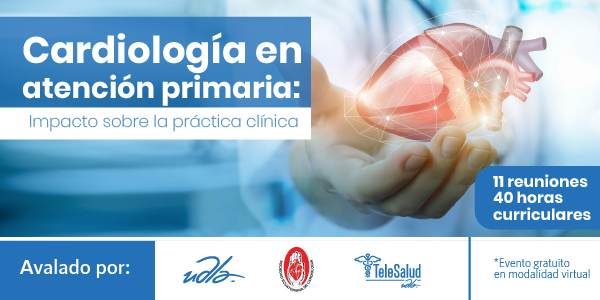 Cardiología en
atención primaria:
Impacto sobre la práctica clínica
11 reuniones
40 horas
curriculares
Avalado por:
udla
TeleSalud
udla
*Evento gratuito
en modalidad virtual